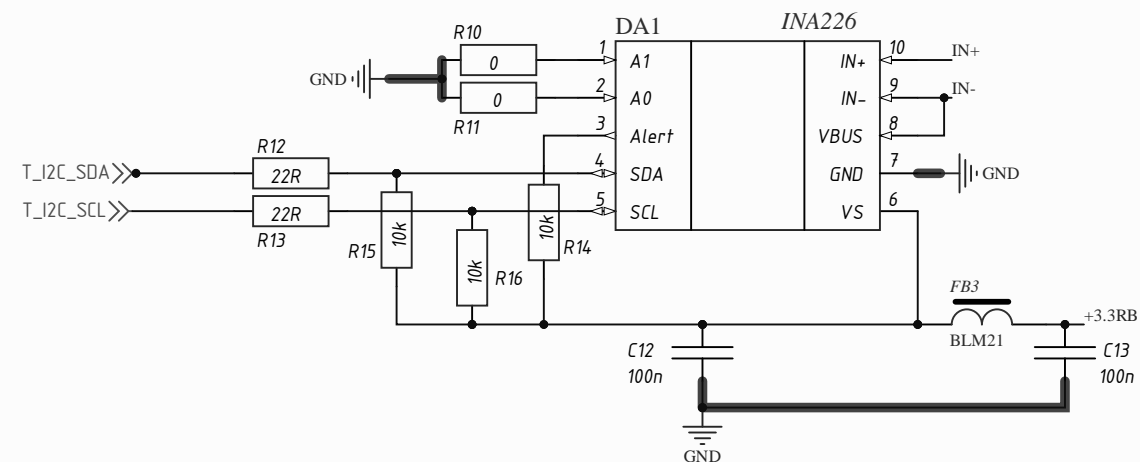 DA1
INA226
R10
0
GND
R11
0
1
A1
2
A0
3
Alert
4
SDA
5
SCL
10
IN+
IN+
9
IN-
IN-
8
VBUS
7
GND
GND
6
VS
R12
T_I2C_SDA
22R
T_I2C_SCL
22R
R13
R15
10k
10k
R16
10k
R14
FB3
BLM21
+3.3RB
C12
100n
C13
100n
GND